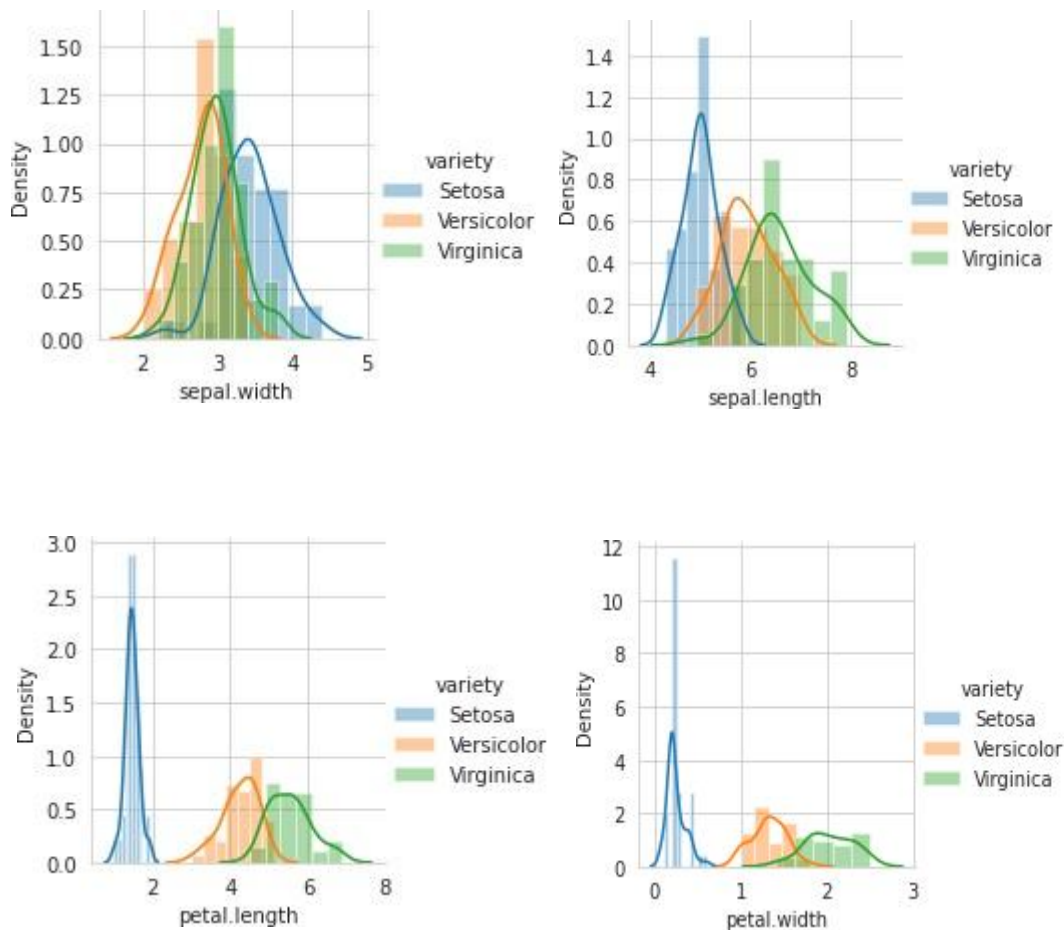 1.50
1.25
1.00
0.75
0.50
0.25
0.00
Density
2 3 4 5
sepal.width
variety
Setosa
Versicolor
Virginica
1.4
1.2
1.0
0.8
0.6
0.4
0.2
0.0
Density
4 6 8
sepal.length
variety
Setosa
Versicolor
Virginica
3.0
2.5
2.0
1.5
1.0
0.5
0.0
Density
2 4 6 8
petal.length
variety
Setosa
Versicolor
Virginica
12
10
8
6
4
2
0
Density
0 1 2 3
petal.width
variety
Setosa
Versicolor
Virginica